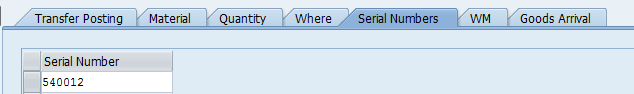 Transfer Posting Material Quantity Where Serial Numbers WM Goods Arrival
Serial Number
540012